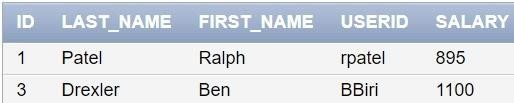 ID LAST_NAME FIRST_NAME USERID SALARY
1 Patel Ralph rpatel 895
3 Drexler Ben BBiri 1100